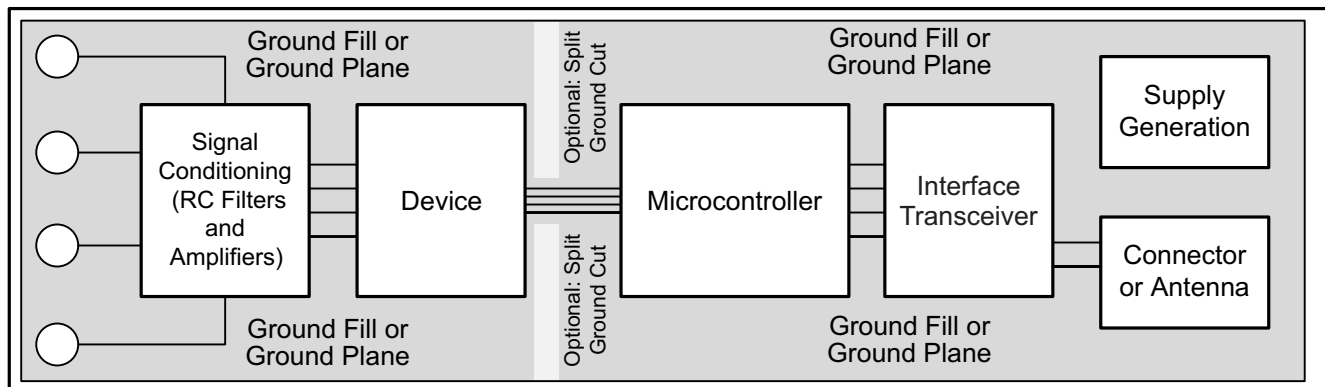 Ground Fill or
Ground Plane
Optional: Split
Ground Cut
Ground Fill or
Ground Plane
Supply
Generation
Signal
Conditioning
(RC Filters
and
Amplifiers)
Device
Microcontroller
Interface
Transceiver
Connector
or Antenna
Ground Fill or
Ground Plane
Optional: Split
Ground Cut
Ground Fill or
Ground Plane